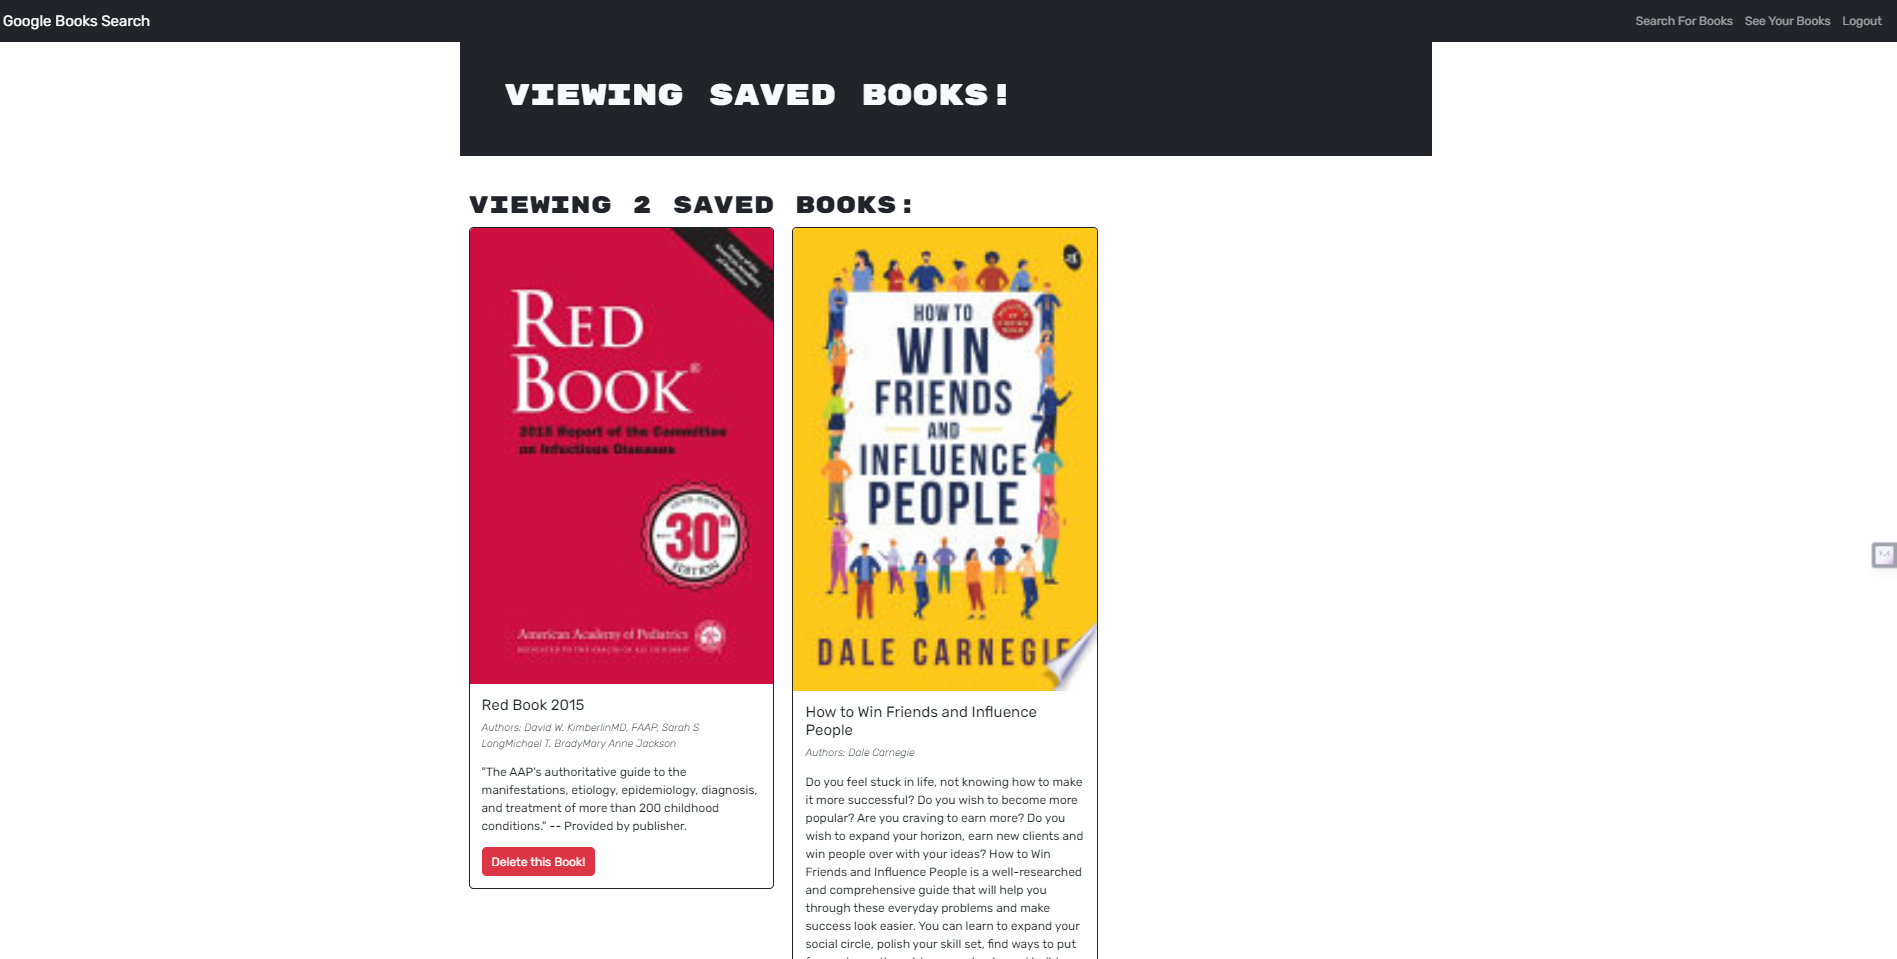 Google Books Search
Search For Books See Your Books Logout
VIEWING SAVED BOOKS!
VIEWING 2 SAVED BOOKS:
RED
BOOK®
2015 Report of the Committee
on Infectious Diseases
30th
EDITION
American Academy of Pediatrics
DEDICATED TO THE HEALTH OF ALL CHILDREN™
Red Book 2015
Authors: David W. KimberlinMD, FAAP, Sarah S
LongMichael T. BradyMary Anne Jackson
"The AAP's authoritative guide to the
manifestations, etiology, epidemiology, diagnosis,
and treatment of more than 200 childhood
conditions." -- Provided by publisher.
Delete this Book!
HOW TO
WIN
FRIENDS
AND
INFLUENCE
PEOPLE
DALE CARNEGIE
How to Win Friends and Influence
People
Authors: Dale Carnegie
Do you feel stuck in life, not knowing how to make
it more successful? Do you wish to become more
popular? Are you craving to earn more? Do you
wish to expand your horizon, earn new clients and
win people over with your ideas? How to Win
Friends and Influence People is a well-researched
and comprehensive guide that will help you
through these everyday problems and make
success look easier. You can learn to expand your
social circle, polish your skill set, find ways to put